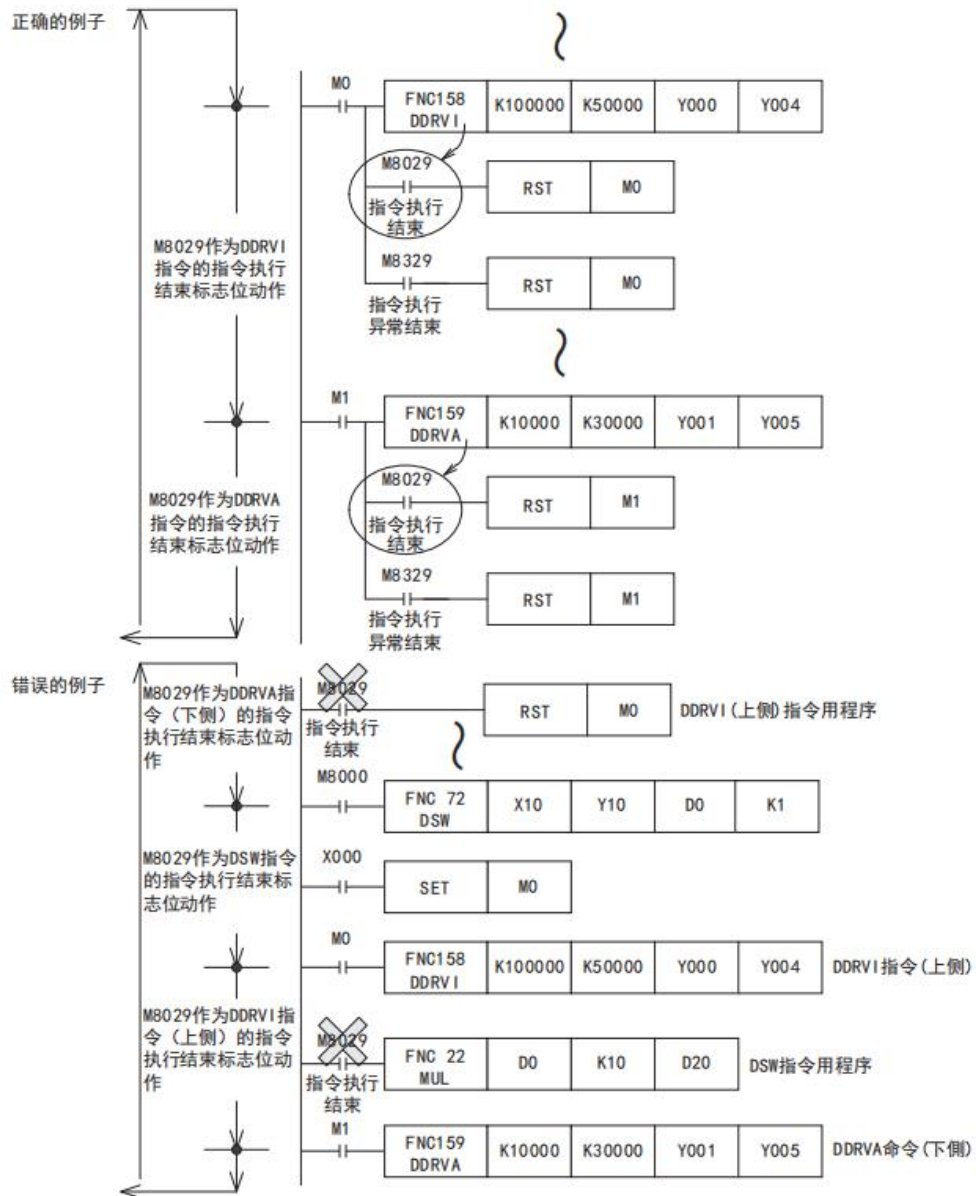 正确的例子
M0
FNC158 K100000 K50000 Y000 Y004
DDRVI
M8029
RST M0
指令执行
结束
M8029作为DDRVI
指令的指令执行
结束标志位动作
M8329
RST M0
指令执行
异常结束
M1
FNC159 K10000 K30000 Y001 Y005
DDRVA
M8029
RST M1
指令执行
结束
M8029作为DDRVA
指令的指令执行
结束标志位动作
M8329
RST M1
指令执行
异常结束
错误的例子
M8029作为DDRVA指
令（下侧）的指令
执行结束标志位动
作
M8029
指令执行
结束
RST M0 DDRVI(上侧)指令用程序
M8000
FNC 72 X10 Y10 D0 K1
DSW
M8029作为DSW指令
的指令执行结束标
志位动作
X000
SET M0
M0
FNC158 K100000 K50000 Y000 Y004 DDRVI指令(上侧)
DDRVI
M8029作为DDRVI指
令（上侧）的指令
执行结束标志位动
作
M8029
指令执行
结束
FNC 22 D0 K10 D20 DSW指令用程序
MUL
M1
FNC159 K10000 K30000 Y001 Y005 DDRVA命令(下側)
DDRVA